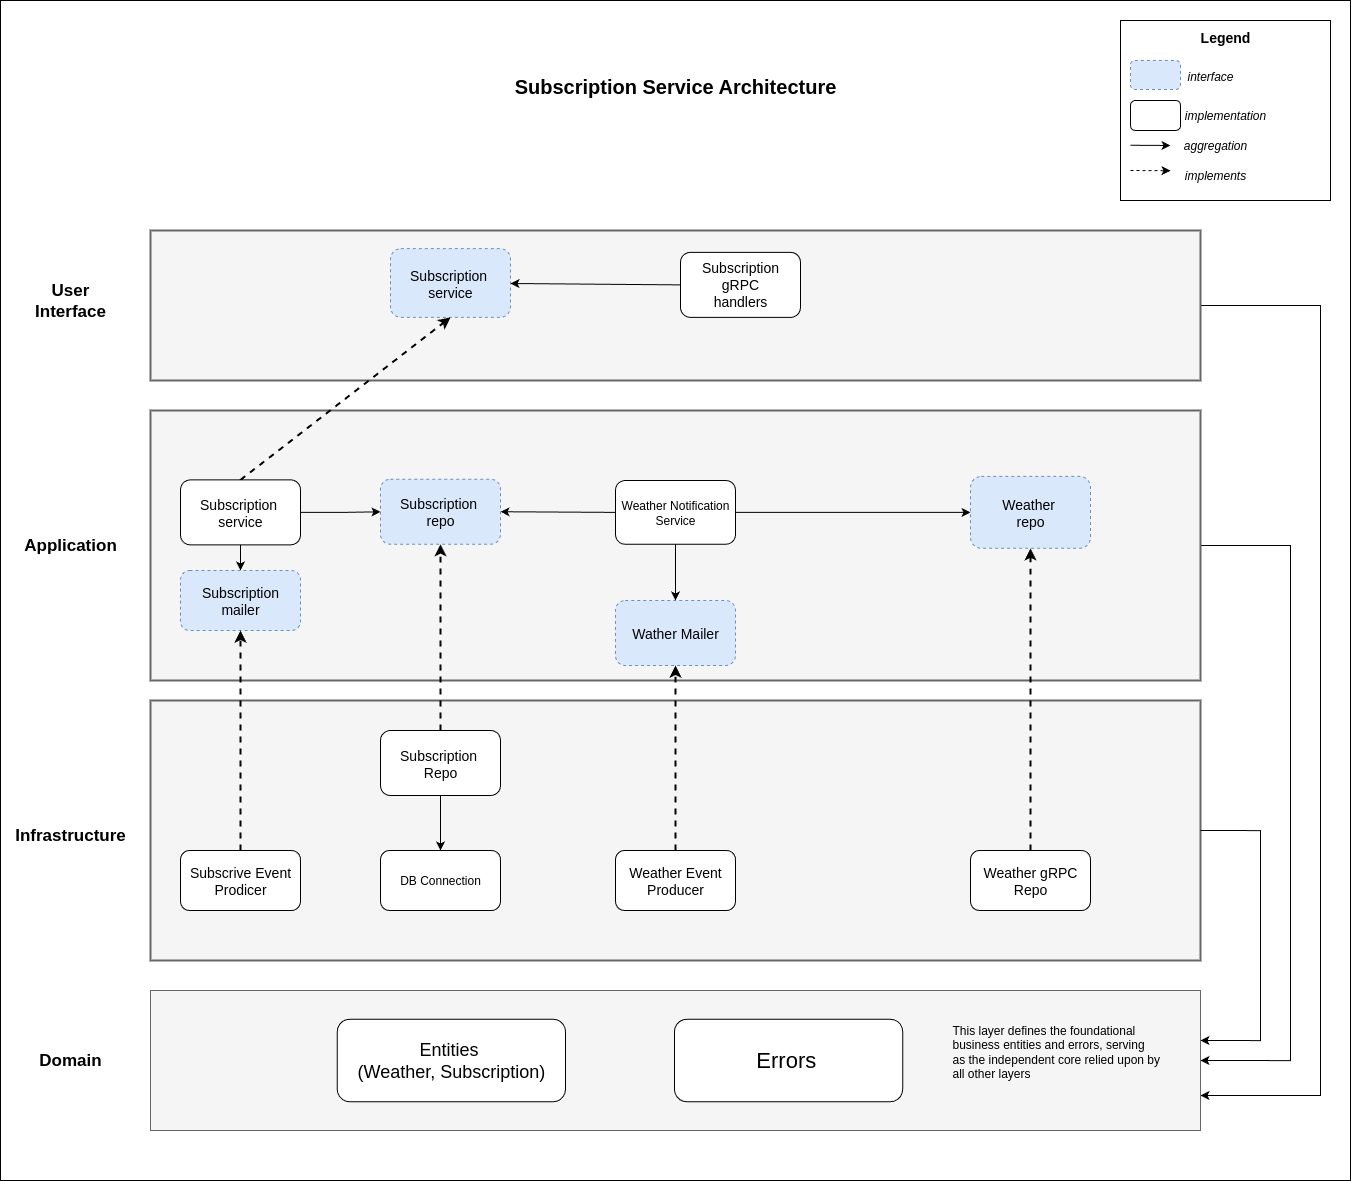 Legend
interface
implementation
aggregation
implements
Subscription Service Architecture
User
Interface
Subscription
service
Subscription
gRPC
handlers
Application
Subscription
service
Subscription
repo
Weather Notification
Service
Weather
repo
Subscription
mailer
Wather Mailer
Infrastructure
Subscription
Repo
Subscrive Event
Prodicer
DB Connection
Weather Event
Producer
Weather gRPC
Repo
Domain
Entities
(Weather, Subscription)
Errors
This layer defines the foundational
business entities and errors, serving
as the independent core relied upon by
all other layers